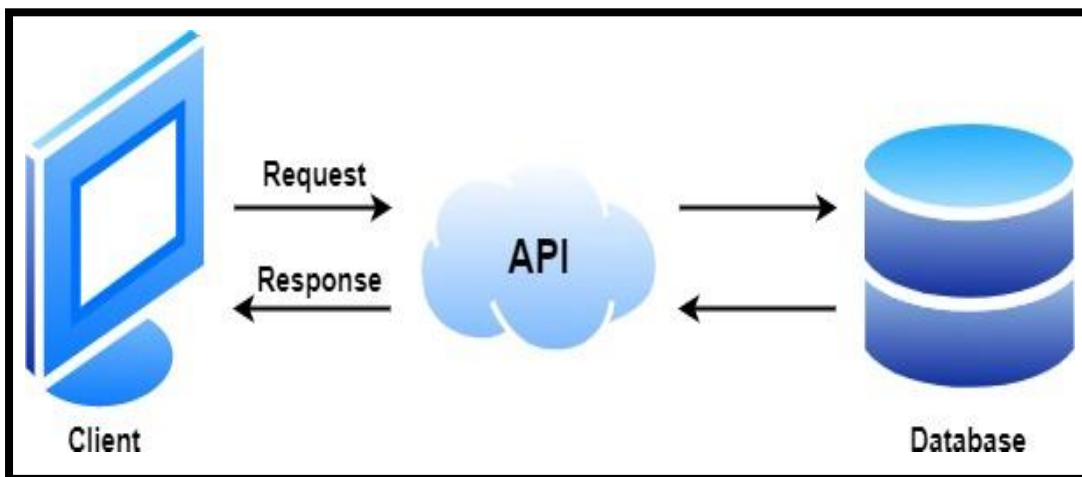 Request
API
Response
Client
Database